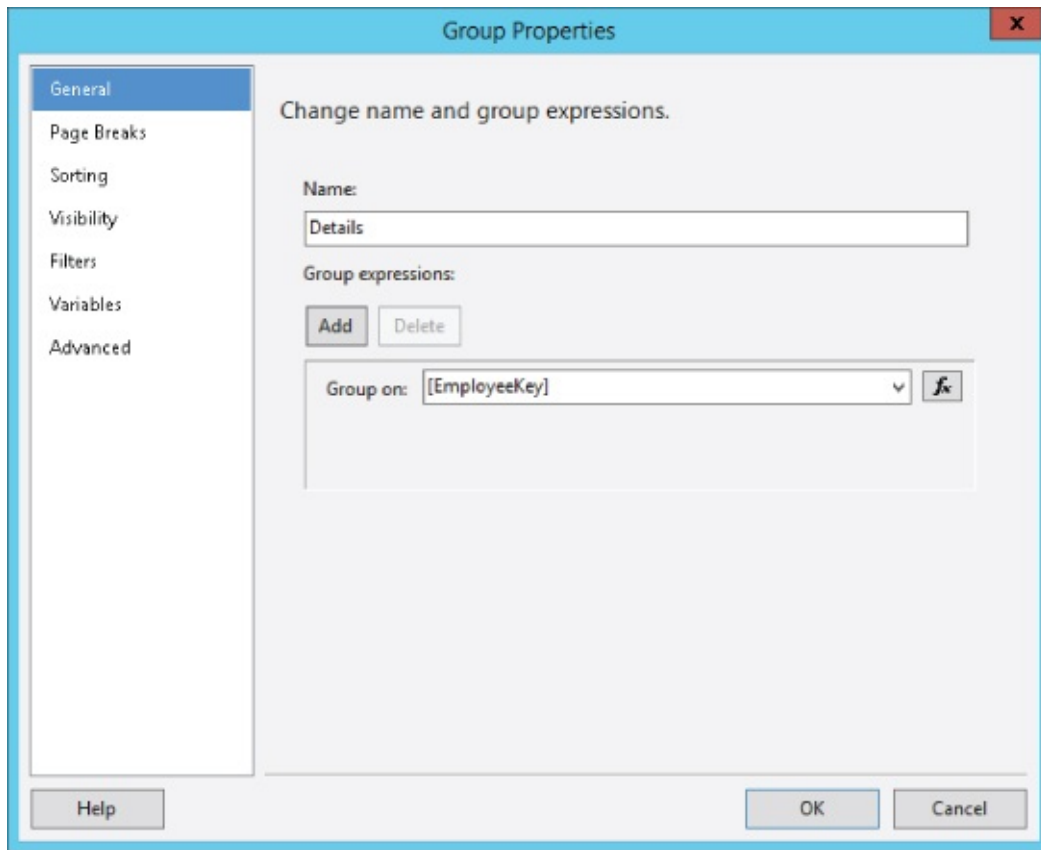 Group Properties
x
General
Page Breaks
Sorting
Visibility
Filters
Variables
Advanced
Change name and group expressions.
Name:
Details
Group expressions:
Add Delete
Group on: [EmployeeKey] fx
Help OK Cancel